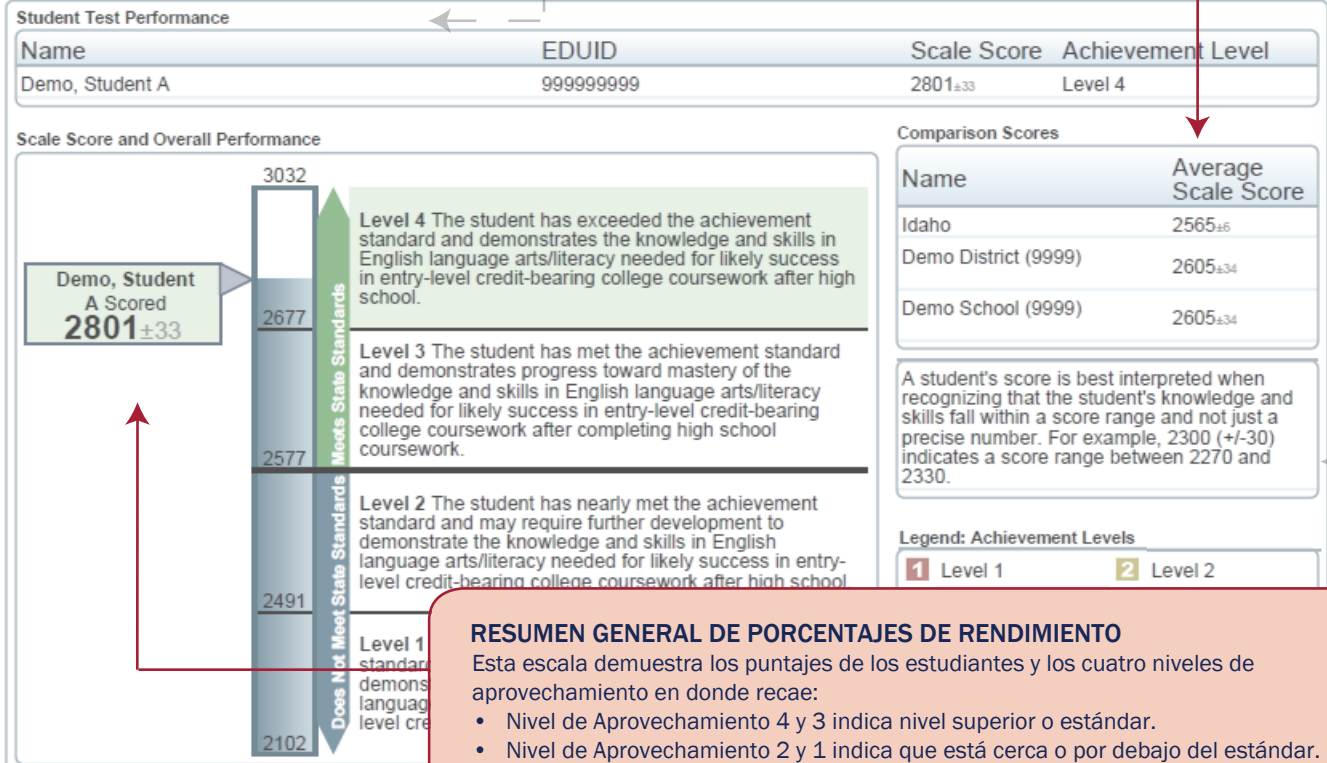 Student Test Performance
Name EDUID Scale Score Achievement Level
Demo, Student A 999999999 2801±33 Level 4
Scale Score and Overall Performance
3032
2677
2577
2491
2102
Demo, Student
A Scored
2801±33
Meets State Standards
Does Not Meet State Standards
Level 4 The student has exceeded the achievement
standard and demonstrates the knowledge and skills in
English language arts/literacy needed for likely success
in entry-level credit-bearing college coursework after high
school.
Level 3 The student has met the achievement standard
and demonstrates progress toward mastery of the
knowledge and skills in English language arts/literacy
needed for likely success in entry-level credit-bearing
college coursework after completing high school
coursework.
Level 2 The student has nearly met the achievement
standard and may require further development to
demonstrate the knowledge and skills in English
language arts/literacy needed for likely success in entry-
level credit-bearing college coursework after high school
Level 1
standar
demons
languag
level cre
Comparison Scores
Name Average
Scale Score
Idaho 2565±6
Demo District (9999) 2605±34
Demo School (9999) 2605±34
A student's score is best interpreted when
recognizing that the student's knowledge and
skills fall within a score range and not just a
precise number. For example, 2300 (+/-30)
indicates a score range between 2270 and
2330.
Legend: Achievement Levels
1 Level 1 2 Level 2
RESUMEN GENERAL DE PORCENTAJES DE RENDIMIENTO
Esta escala demuestra los puntajes de los estudiantes y los cuatro niveles de
aprovechamiento en donde recae:
• Nivel de Aprovechamiento 4 y 3 indica nivel superior o estándar.
• Nivel de Aprovechamiento 2 y 1 indica que está cerca o por debajo del estándar.